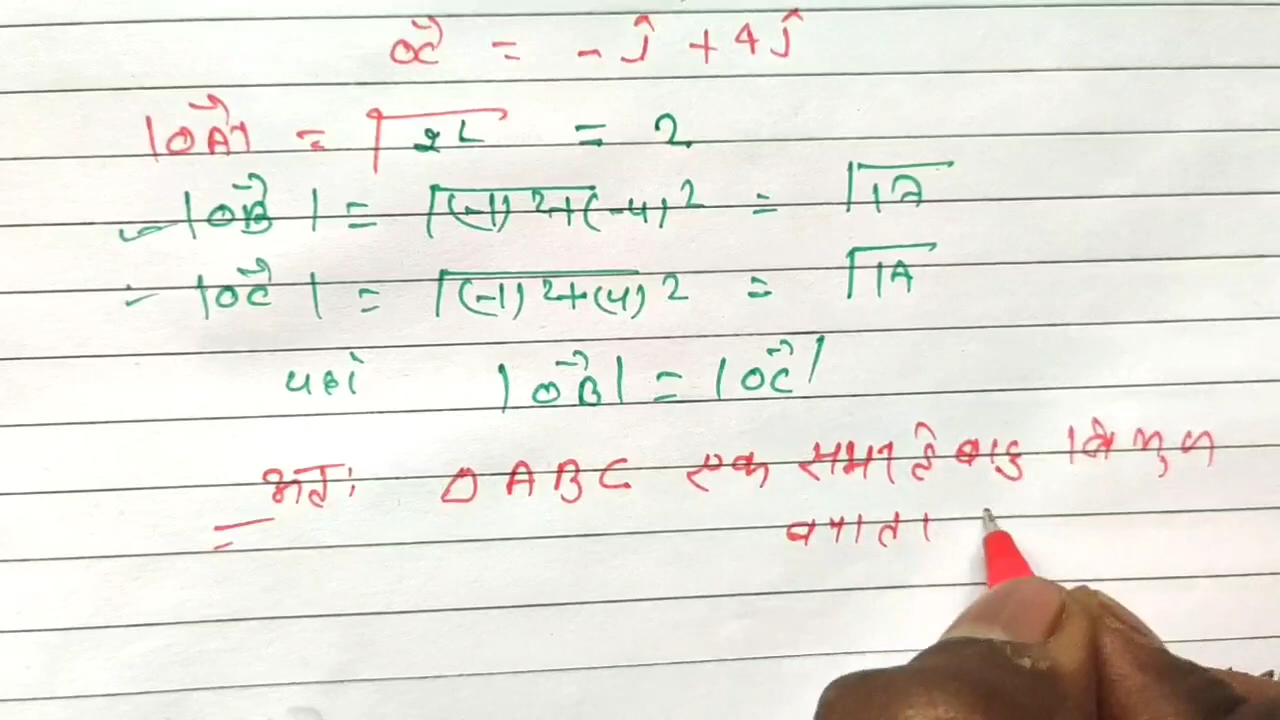 OC⃗ = - ĵ + 4ĵ
|OA⃗| = √2² = 2
|OB⃗| = √(-1)²+(-4)² = √17
|OC⃗| = √(-1)²+(4)² = √17
यहाँ |OB⃗| = |OC⃗|
अतः Δ ABC एक समद्विबाहु त्रिभुज
बनाता